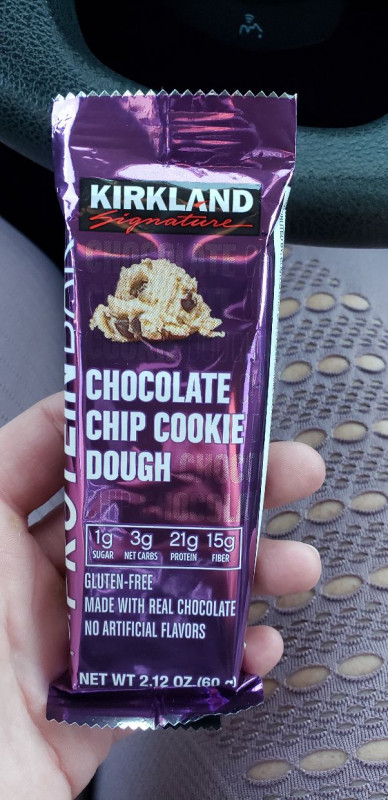 KIRKLAND
Signature
PROTEIN BAR
CHOCOLATE
CHIP COOKIE
DOUGH
1g 3g 21g 15g
SUGAR NET CARBS PROTEIN FIBER
GLUTEN-FREE
MADE WITH REAL CHOCOLATE
NO ARTIFICIAL FLAVORS
NET WT 2.12 OZ (60 g)